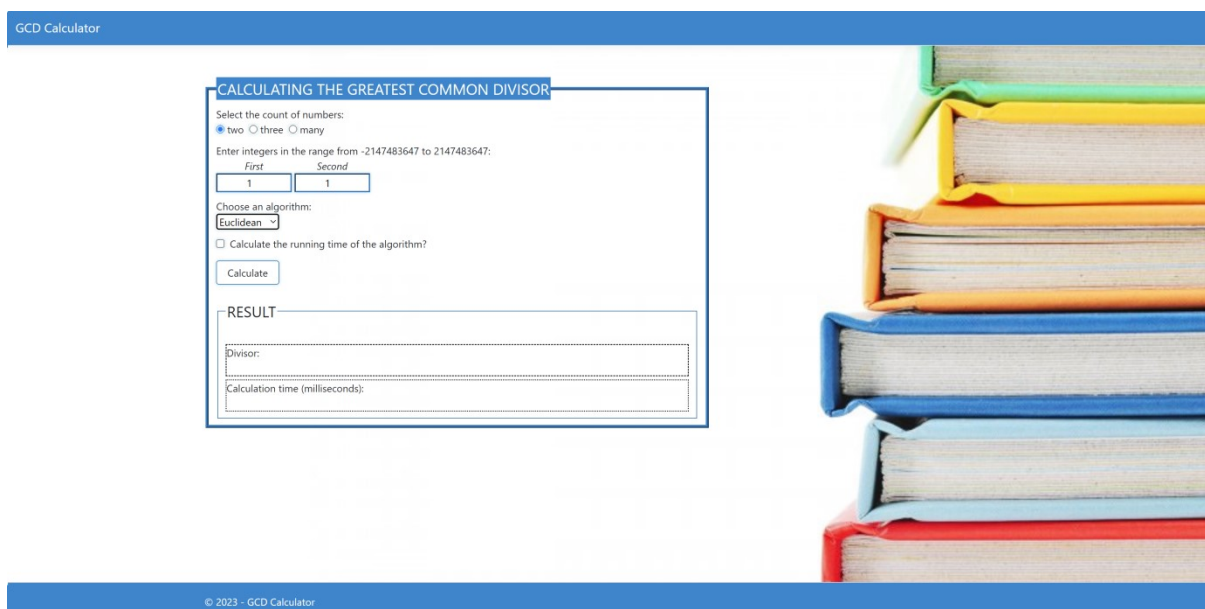 GCD Calculator
CALCULATING THE GREATEST COMMON DIVISOR
Select the count of numbers:
two three many
Enter integers in the range from -2147483647 to 2147483647:
First Second
1 1
Choose an algorithm:
Euclidean
Calculate the running time of the algorithm?
Calculate
RESULT
Divisor:
Calculation time (milliseconds):
© 2023 - GCD Calculator